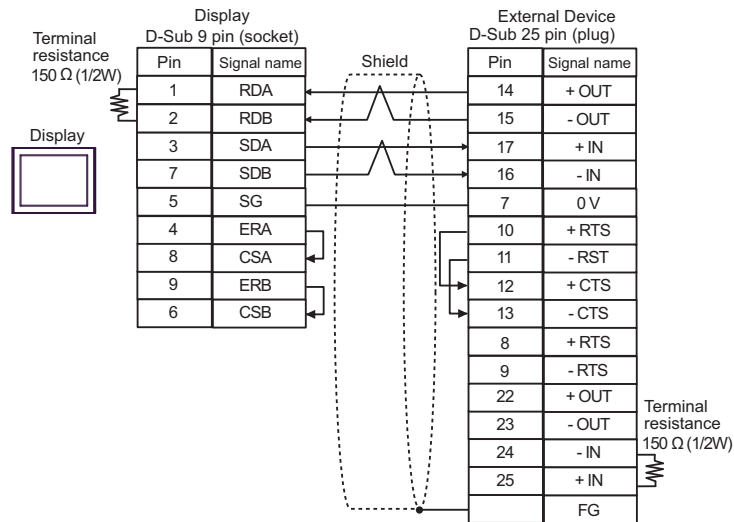 Display
D-Sub 9 pin (socket)
External Device
D-Sub 25 pin (plug)
Terminal
resistance
150 Ω (1/2W)
Display
Shield
Pin Signal name
1 RDA
2 RDB
3 SDA
7 SDB
5 SG
4 ERA
8 CSA
9 ERB
6 CSB
Pin Signal name
14 + OUT
15 - OUT
17 + IN
16 - IN
7 0 V
10 + RTS
11 - RST
12 + CTS
13 - CTS
8 + RTS
9 - RTS
22 + OUT
23 - OUT
24 - IN
25 + IN
FG
Terminal
resistance
150 Ω (1/2W)